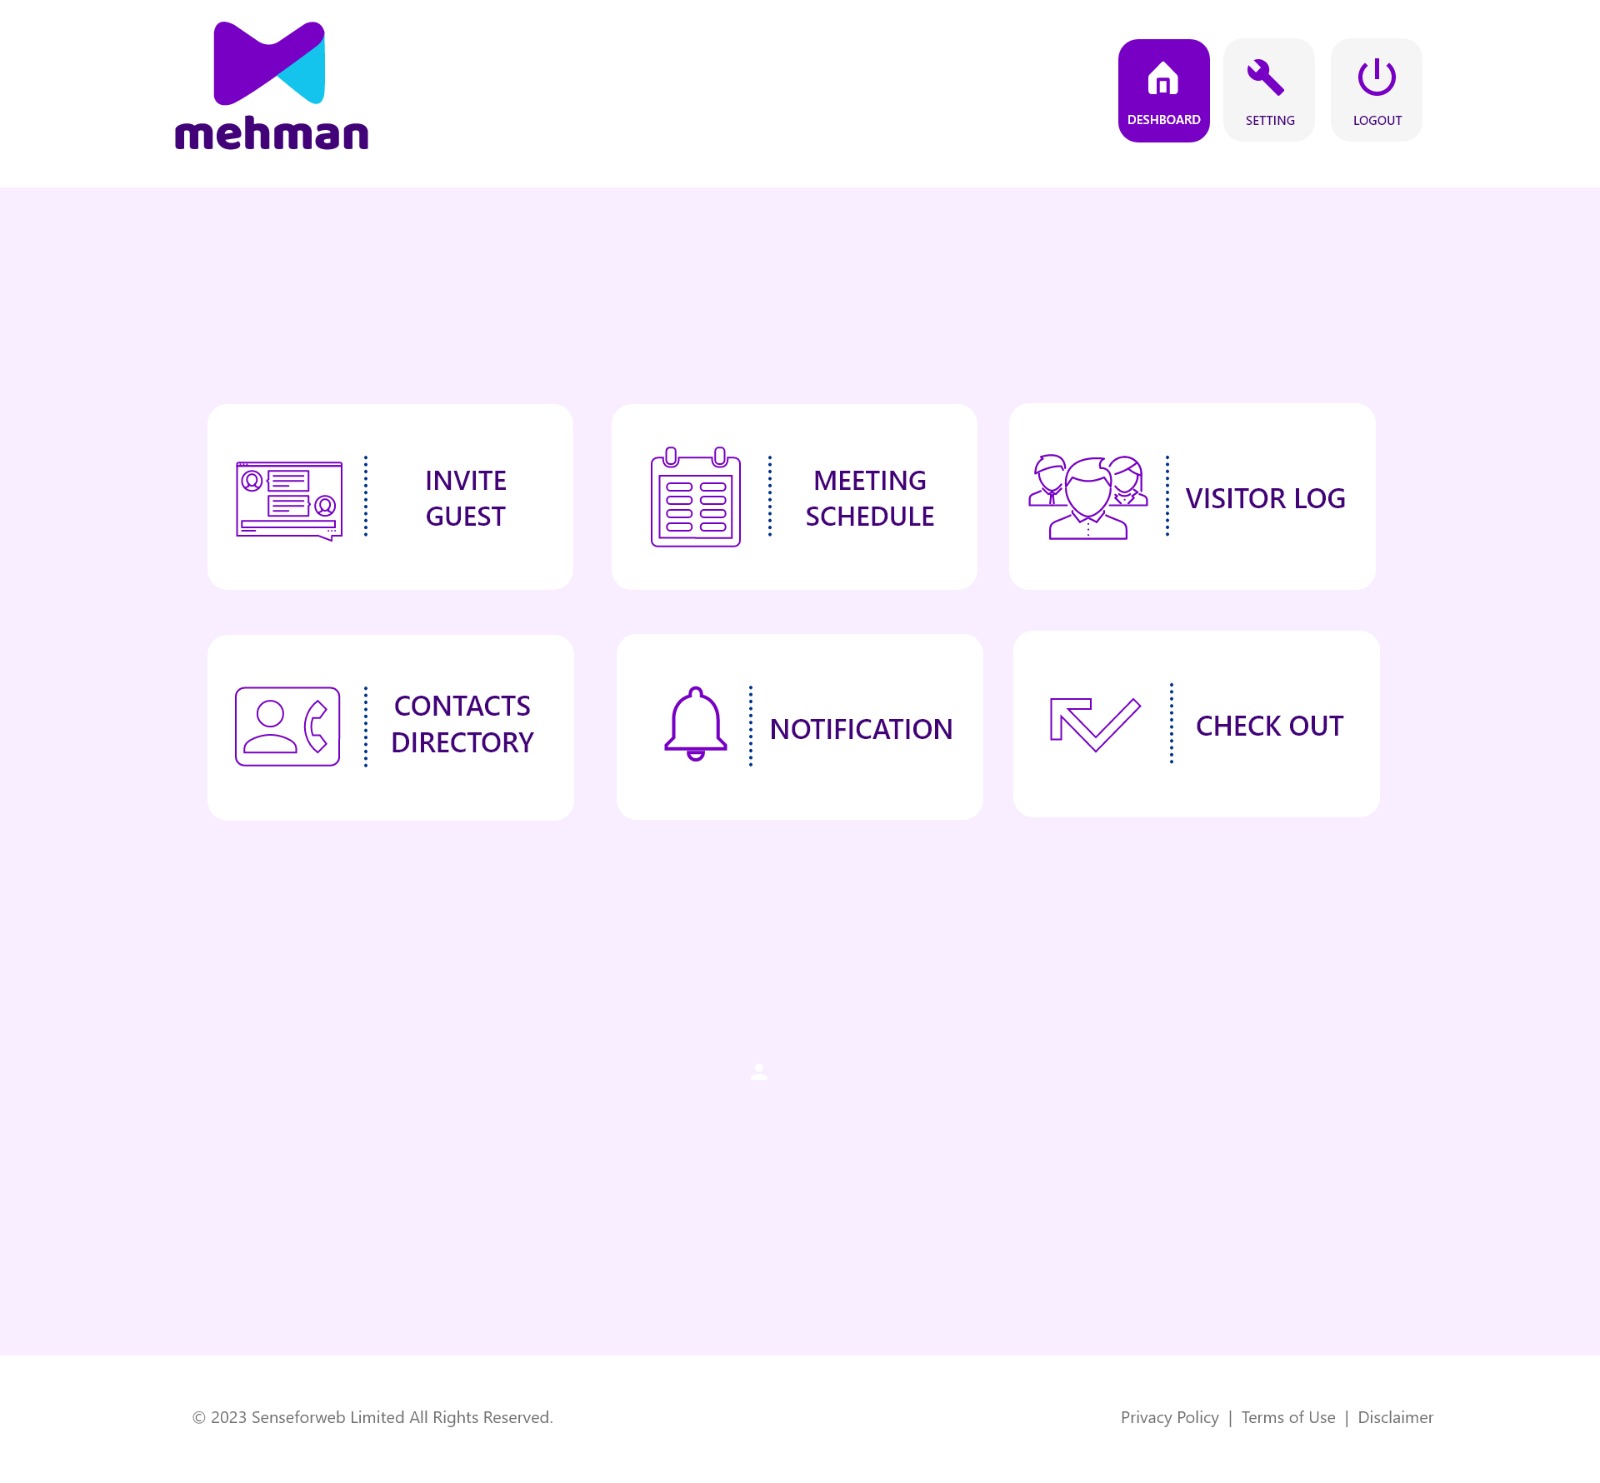 mehman
DESHBOARD
SETTING
LOGOUT
INVITE
GUEST
MEETING
SCHEDULE
VISITOR LOG
CONTACTS
DIRECTORY
NOTIFICATION
CHECK OUT
© 2023 Senseforweb Limited All Rights Reserved.
Privacy Policy | Terms of Use | Disclaimer